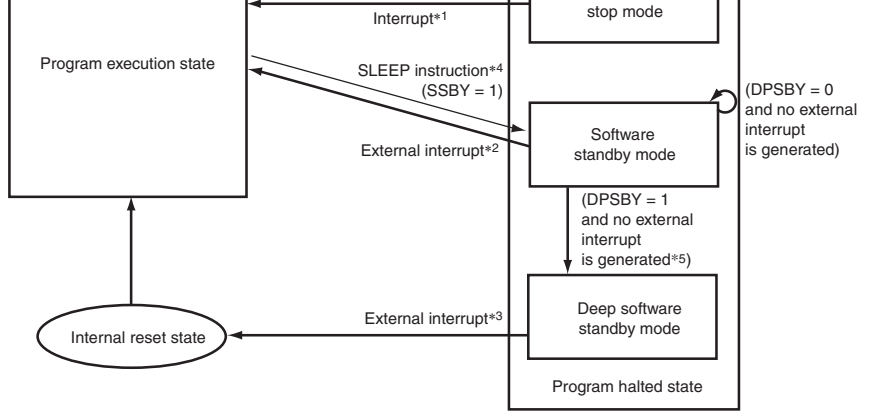 stop mode
Interrupt*1
Program execution state
SLEEP instruction*4
(SSBY = 1)
External interrupt*2
Software
standby mode
(DPSBY = 0
and no external
interrupt
is generated)
(DPSBY = 1
and no external
interrupt
is generated*5)
Deep software
standby mode
External interrupt*3
Internal reset state
Program halted state